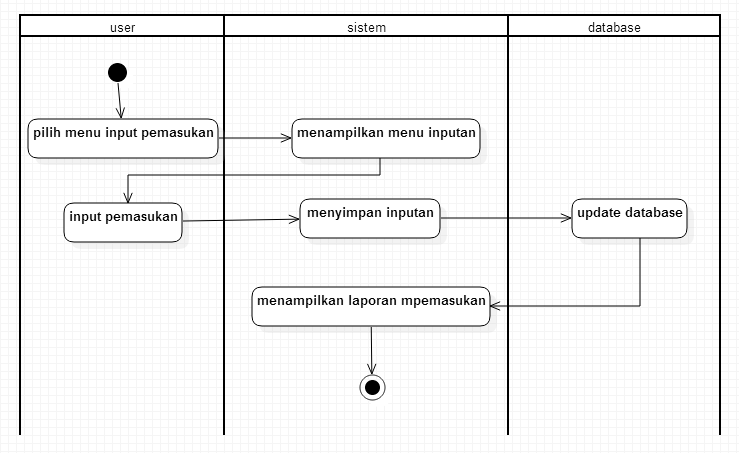 user
sistem
database
pilih menu input pemasukan
menampilkan menu inputan
input pemasukan
menyimpan inputan
update database
menampilkan laporan mpemasukan